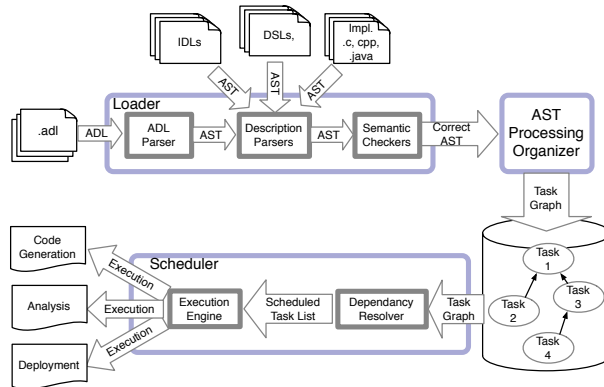 IDLs
DSLs,
Impl.
.c, cpp,
.java
AST
AST
AST
Loader
.adl
ADL
ADL
Parser
AST
Description
Parsers
AST
Semantic
Checkers
Correct
AST
AST
Processing
Organizer
Task
Graph
Code
Generation
Analysis
Deployment
Execution
Execution
Execution
Scheduler
Execution
Engine
Scheduled
Task List
Dependancy
Resolver
Task
Graph
Task
1
Task
2
Task
3
Task
4